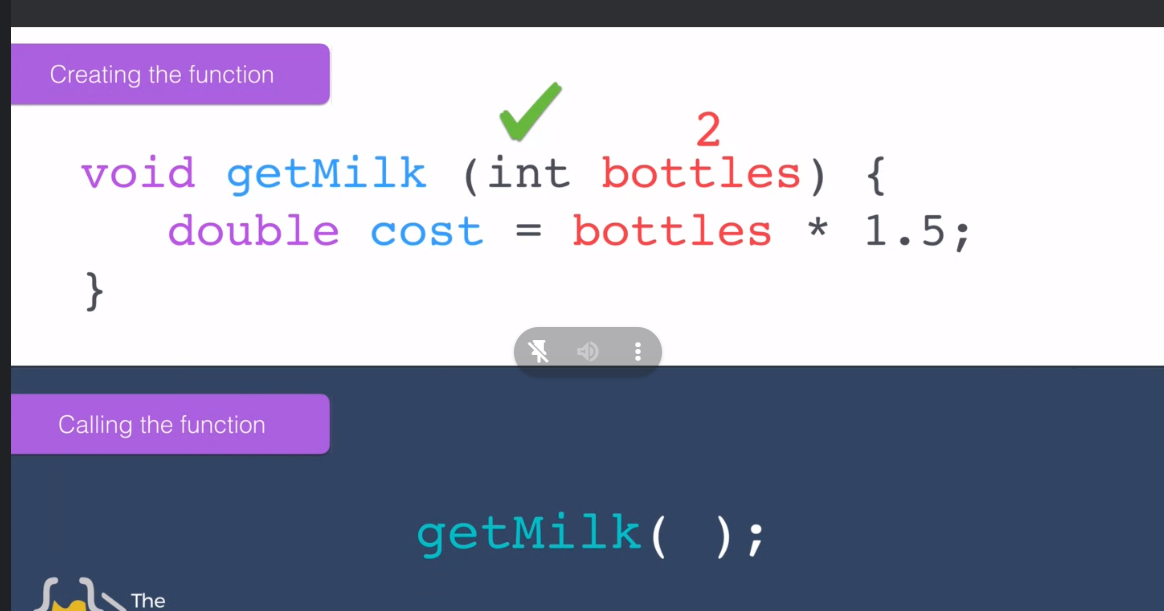 Creating the function
2
void getMilk (int bottles) {
double cost = bottles * 1.5;
}
Calling the function
getMilk( );
The